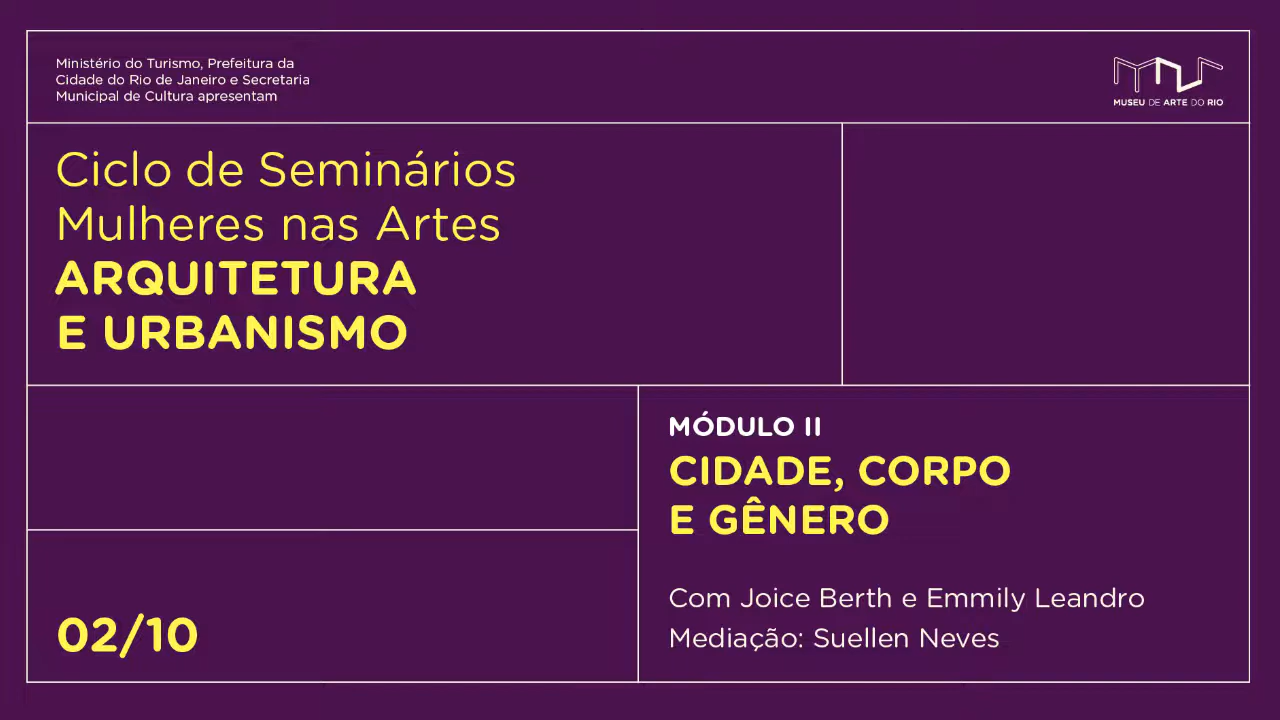 Ministério do Turismo, Prefeitura da
Cidade do Rio de Janeiro e Secretaria
Municipal de Cultura apresentam
MUSEU DE ARTE DO RIO
Ciclo de Seminários
Mulheres nas Artes
ARQUITETURA
E URBANISMO
MÓDULO II
CIDADE, CORPO
E GÊNERO
Com Joice Berth e Emmily Leandro
Mediação: Suellen Neves
02/10